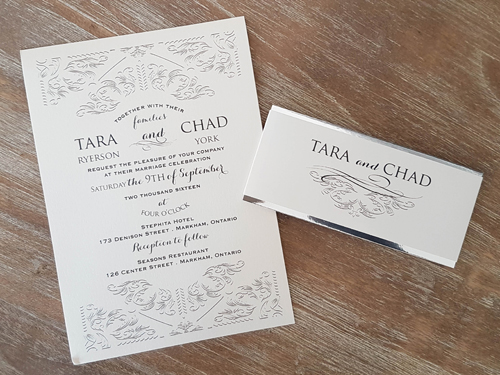 TOGETHER WITH THEIR
families
TARA and CHAD
RYERSON YORK
REQUEST THE PLEASURE OF YOUR COMPANY
AT THEIR MARRIAGE CELEBRATION
SATURDAY the 9TH of September
TWO THOUSAND SIXTEEN
at
FOUR O'CLOCK
STEPHITA HOTEL
173 DENISON STREET . MARKHAM, ONTARIO
Reception to follow
SEASONS RESTAURANT
126 CENTER STREET . MARKHAM, ONTARIO
TARA and CHAD